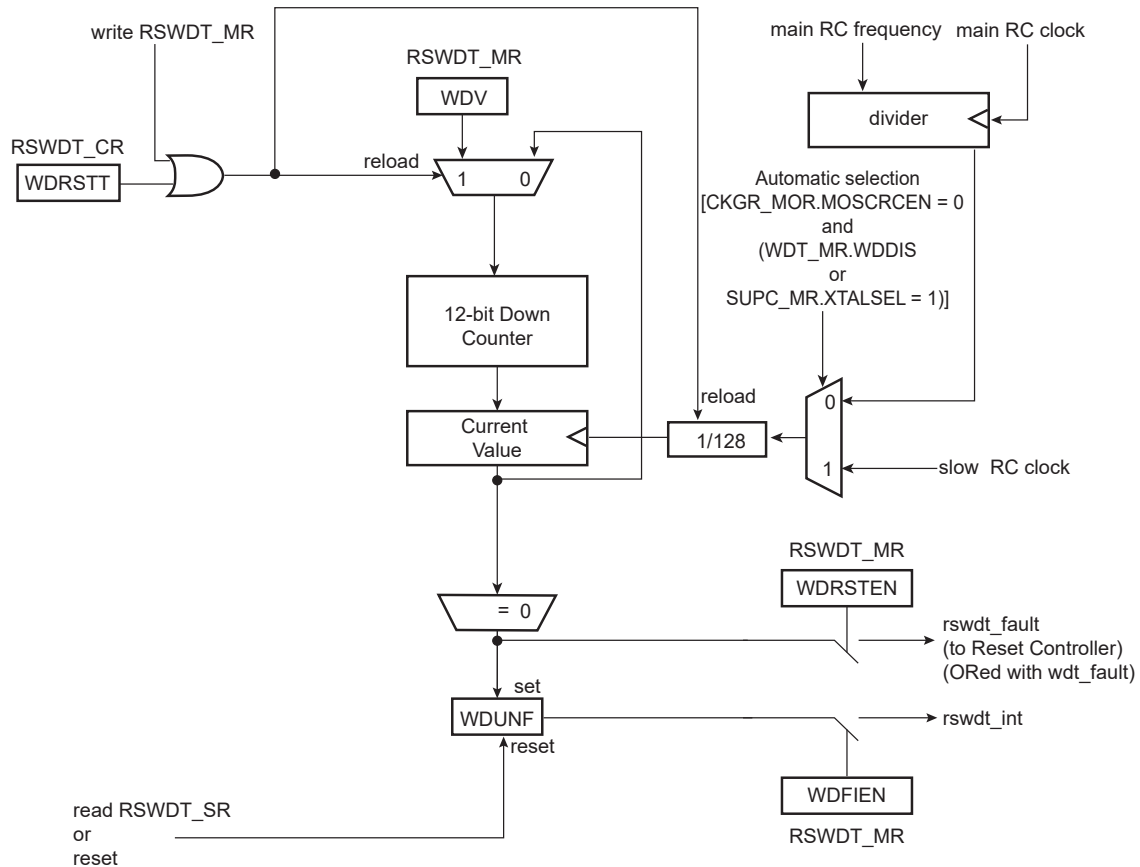 write RSWDT_MR
main RC frequency
main RC clock
RSWDT_MR
WDV
divider
RSWDT_CR
WDRSTT
reload
1 0
Automatic selection
[CKGR_MOR.MOSCRCEN = 0
and
(WDT_MR.WDDIS
or
SUPC_MR.XTALSEL = 1)]
12-bit Down
Counter
reload
0
Current
Value
1/128
1
slow RC clock
RSWDT_MR
WDRSTEN
= 0
rswdt_fault
(to Reset Controller)
(ORed with wdt_fault)
set
WDUNF
reset
rswdt_int
WDFIEN
RSWDT_MR
read RSWDT_SR
or
reset